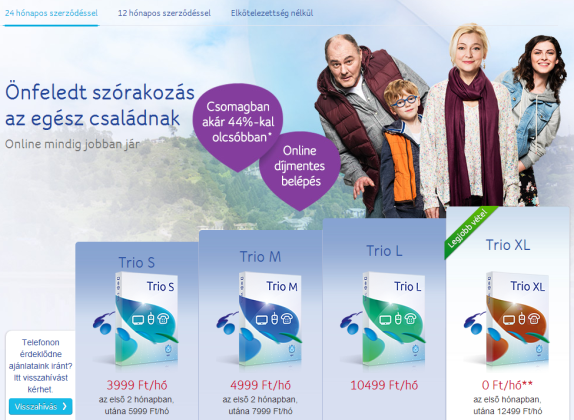 24 hónapos szerződéssel
12 hónapos szerződéssel
Elkötelezettség nélkül
Önfeledt szórakozás
az egész családnak
Online mindig jobban jár
Csomagban
akár 44%-kal
olcsóbban*
Online
díjmentes
belépés
Legjobb vétel
Trio S
Trio M
Trio L
Trio XL
Trio S
Trio M
Trio L
Trio XL
3999 Ft/hó
az első 2 hónapban,
utána 5999 Ft/hó
4999 Ft/hó
az első 2 hónapban,
utána 7999 Ft/hó
10499 Ft/hó
0 Ft/hó**
az első 2 hónapban,
utána 12499 Ft/hó
Telefonon
érdeklődne
ajánlataink iránt?
Itt visszahívást
kérhet.
Visszahívás